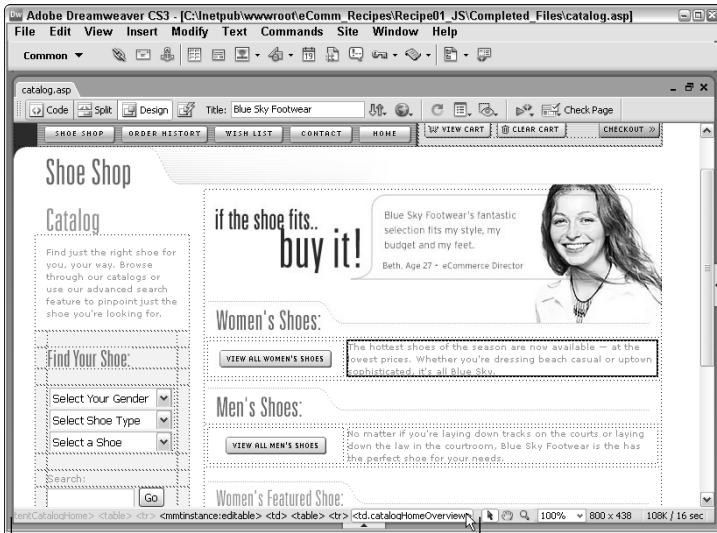 Dw Adobe Dreamweaver CS3 - [C:\Inetpub\wwwroot\eComm_Recipes\Recipe01_JS\Completed_Files\catalog.asp]
File Edit View Insert Modify Text Commands Site Window Help
Common
19
catalog.asp
Code Split Design Title: Blue Sky Footwear Check Page
SHOE SHOP ORDER HISTORY WISH LIST CONTACT HOME VIEW CART CLEAR CART CHECKOUT »
Shoe Shop
Catalog
Find just the right shoe for
you, your way. Browse
through our catalogs or
use our advanced search
feature to pinpoint just the
shoe you're looking for.
Find Your Shoe:
Select Your Gender
Select Shoe Type
Select a Shoe
Search:
Go
if the shoe fits..
buy it!
Blue Sky Footwear's fantastic
selection fits my style, my
budget and my feet.
Beth, Age 27 • eCommerce Director
Women's Shoes:
VIEW ALL WOMEN'S SHOES
The hottest shoes of the season are now available — at the
lowest prices. Whether you're dressing beach casual or uptown
sophisticated, it's all Blue Sky.
Men's Shoes:
VIEW ALL MEN'S SHOES
No matter if you're laying down tracks on the courts or laying
down the law in the courtroom, Blue Sky Footwear is the has
the perfect shoe for your needs.
Women's Featured Shoe:
tentCatalogHome> <table> <tr> <mmtinstance:editable> <td> <table> <tr> <td.catalogHomeOverview> 100% 800 x 438 108K / 16 sec